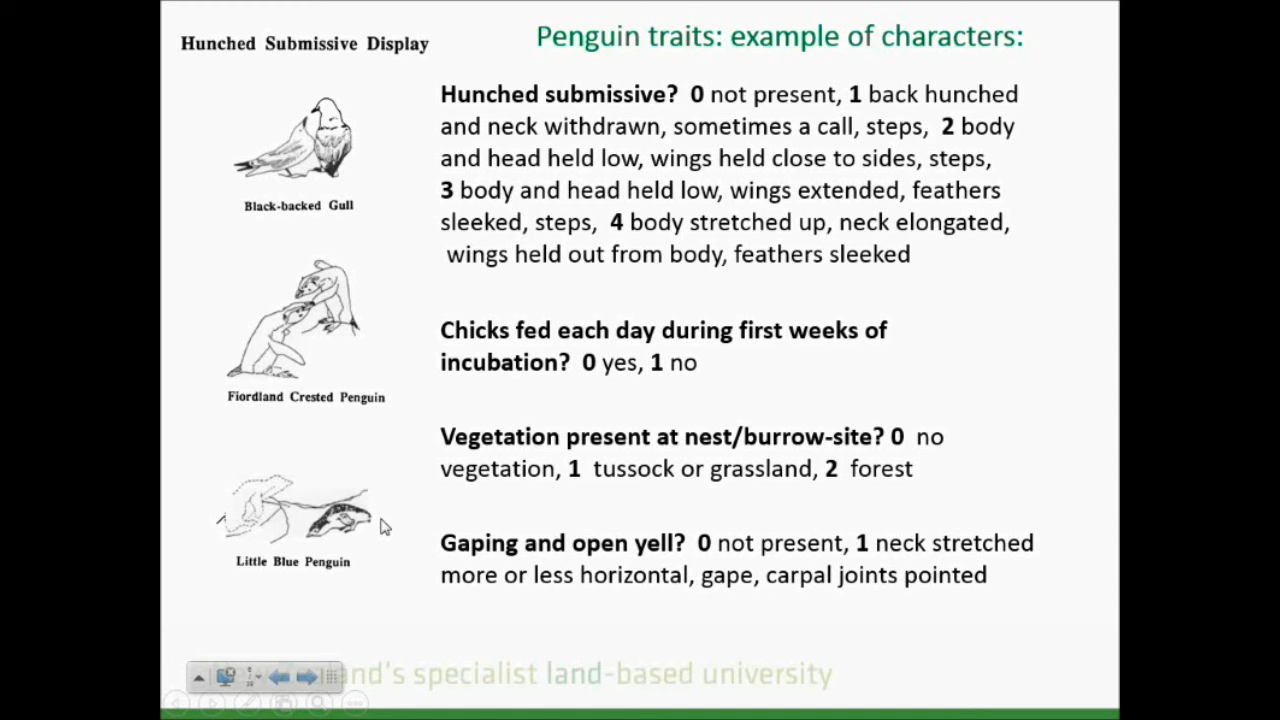 Hunched Submissive Display
Penguin traits: example of characters:
Black-backed Gull
Fiordland Crested Penguin
Little Blue Penguin
Hunched submissive? 0 not present, 1 back hunched
and neck withdrawn, sometimes a call, steps, 2 body
and head held low, wings held close to sides, steps,
3 body and head held low, wings extended, feathers
sleeked, steps, 4 body stretched up, neck elongated,
wings held out from body, feathers sleeked
Chicks fed each day during first weeks of
incubation? 0 yes, 1 no
Vegetation present at nest/burrow-site? 0 no
vegetation, 1 tussock or grassland, 2 forest
Gaping and open yell? 0 not present, 1 neck stretched
more or less horizontal, gape, carpal joints pointed
specialist land-based university